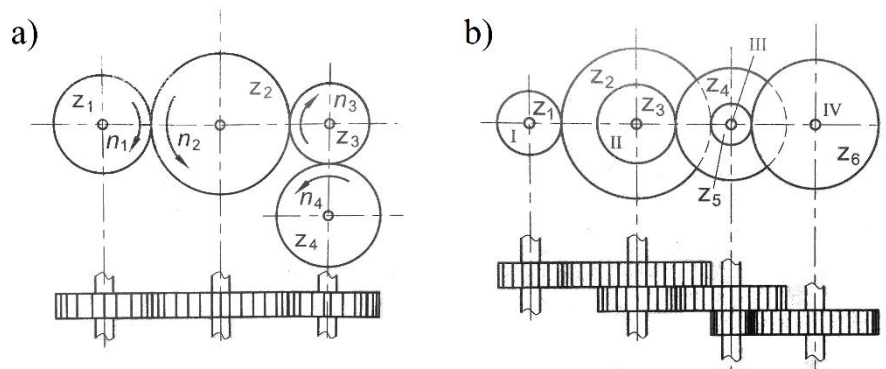 a)
z₁
n₁
n₂
z₂
n₃
z₃
n₄
z₄
b)
I
z₁
z₂
II
z₃
z₄
III
z₅
IV
z₆